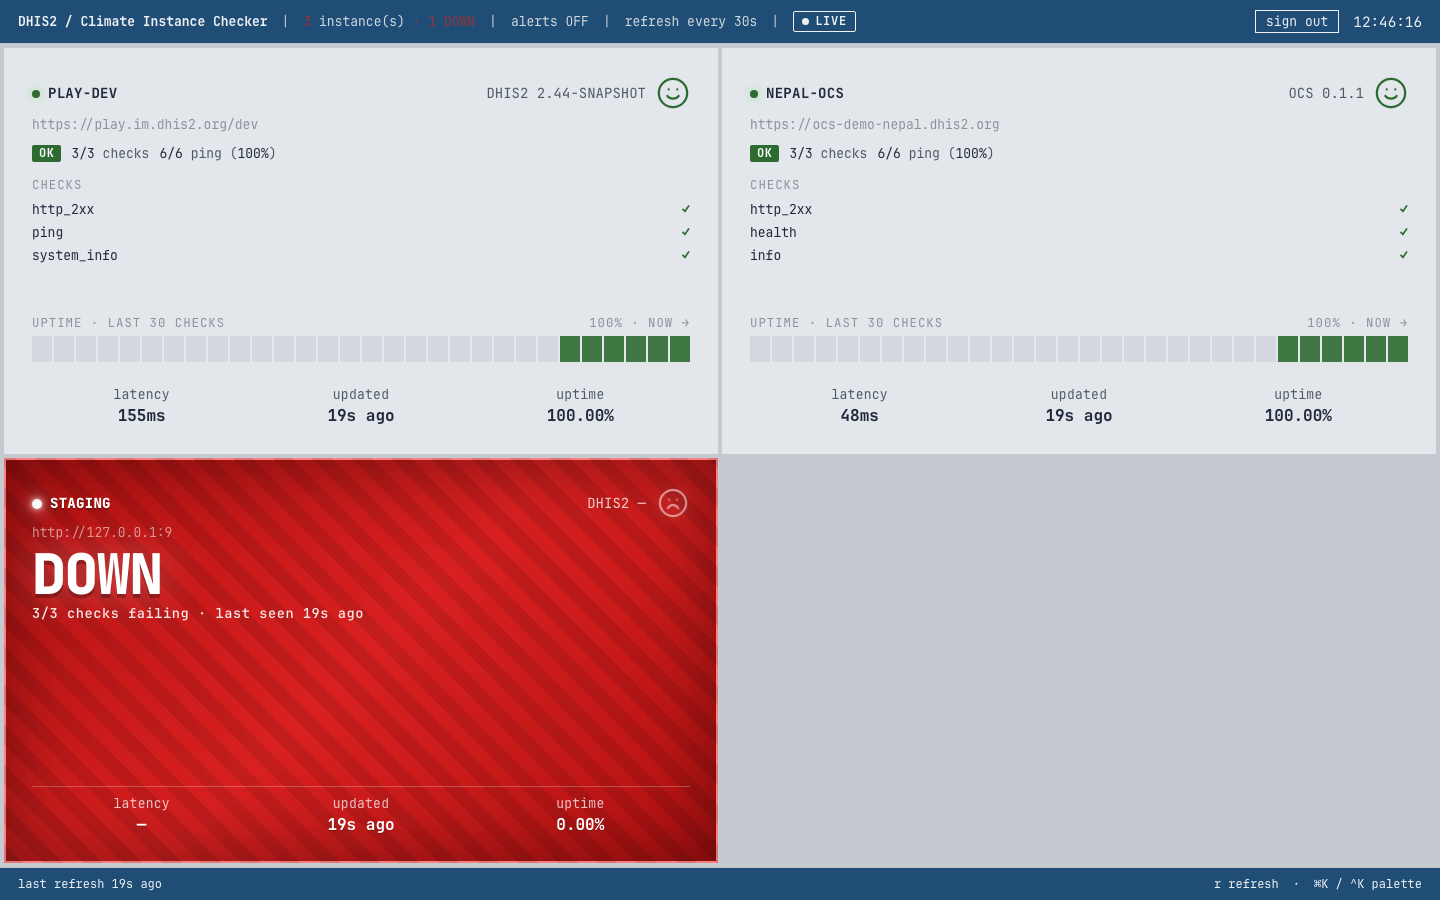 DHIS2 / Climate Instance Checker | 3 instance(s) · 1 DOWN | alerts OFF | refresh every 30s | LIVE sign out 12:46:16
PLAY-DEV DHIS2 2.44-SNAPSHOT
https://play.im.dhis2.org/dev
OK 3/3 checks 6/6 ping (100%)
CHECKS
http_2xx ✓
ping ✓
system_info ✓
UPTIME · LAST 30 CHECKS 100% · NOW →
latency updated uptime
155ms 19s ago 100.00%
NEPAL-OCS OCS 0.1.1
https://ocs-demo-nepal.dhis2.org
OK 3/3 checks 6/6 ping (100%)
CHECKS
http_2xx ✓
health ✓
info ✓
UPTIME · LAST 30 CHECKS 100% · NOW →
latency updated uptime
48ms 19s ago 100.00%
STAGING DHIS2 —
http://127.0.0.1:9
DOWN
3/3 checks failing · last seen 19s ago
latency updated uptime
— 19s ago 0.00%
last refresh 19s ago r refresh · ⌘K / ^K palette